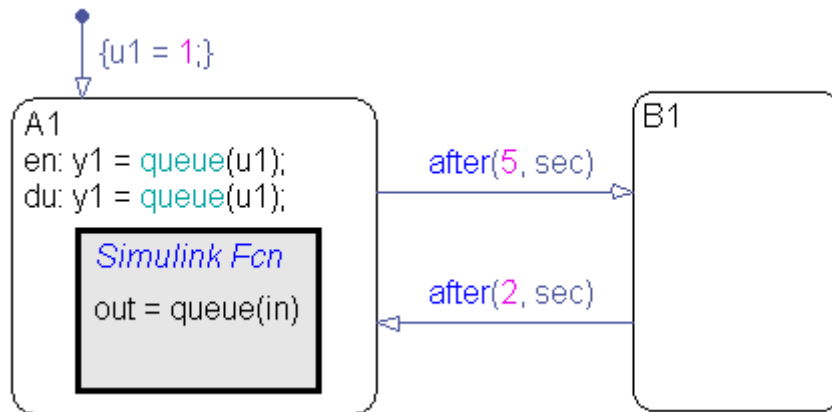 {u1 = 1;}
A1
en: y1 = queue(u1);
du: y1 = queue(u1);
Simulink Fcn
out = queue(in)
after(5, sec)
after(2, sec)
B1